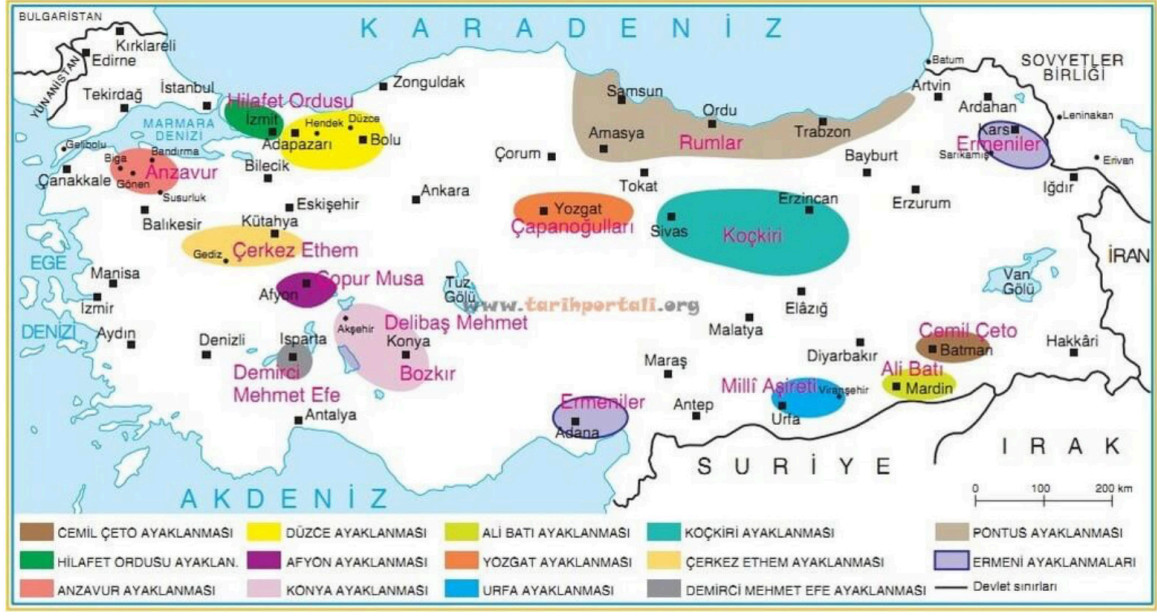 BULGARİSTAN
KARADENİZ
Kırklareli
Edirne
YUNANİSTAN
Tekirdağ
İstanbul
Zonguldak
Batum
SOVYETLER
BİRLİĞİ
Artvin
Ardahan
Leninakan
Hilafet Ordusu
İzmit
Hendek
Düzce
Adapazarı
Bolu
MARMARA
DENİZİ
Samsun
Ordu
Amasya
Rumlar
Trabzon
Kars
Ermeniler
Sarıkamış
Erivan
Gelibolu
Biga
Bandırma
Anzavur
Gönen
Çanakkale
Susurluk
Bilecik
Çorum
Bayburt
Iğdır
Balıkesir
Eskişehir
Ankara
Tokat
Erzincan
Erzurum
Kütahya
Yozgat
Çapanoğulları
Sivas
Koçkiri
İRAN
Gediz
Çerkez Ethem
EGE
DENİZİ
Manisa
İzmir
Çopur Musa
Afyon
Tuz
Gölü
www.tarihportali.org
Elâzığ
Van
Gölü
Aydın
Denizli
Isparta
Akşehir
Delibaş Mehmet
Konya
Bozkır
Malatya
Cemil Çeto
Batman
Hakkâri
Demirci
Mehmet Efe
Maraş
Diyarbakır
Ali Batı
Mardin
Millî Aşireti
Viranşehir
Urfa
Antalya
Ermeniler
Adana
Antep
SURİYE
IRAK
AKDENİZ
0 100 200 km
CEMİL ÇETO AYAKLANMASI
DÜZCE AYAKLANMASI
ALİ BATI AYAKLANMASI
KOÇKİRİ AYAKLANMASI
PONTUS AYAKLANMASI
HİLAFET ORDUSU AYAKLAN.
AFYON AYAKLANMASI
YOZGAT AYAKLANMASI
ÇERKEZ ETHEM AYAKLANMASI
ERMENİ AYAKLANMALARI
ANZAVUR AYAKLANMASI
KONYA AYAKLANMASI
URFA AYAKLANMASI
DEMİRCİ MEHMET EFE AYAKLANMASI
Devlet sınırları